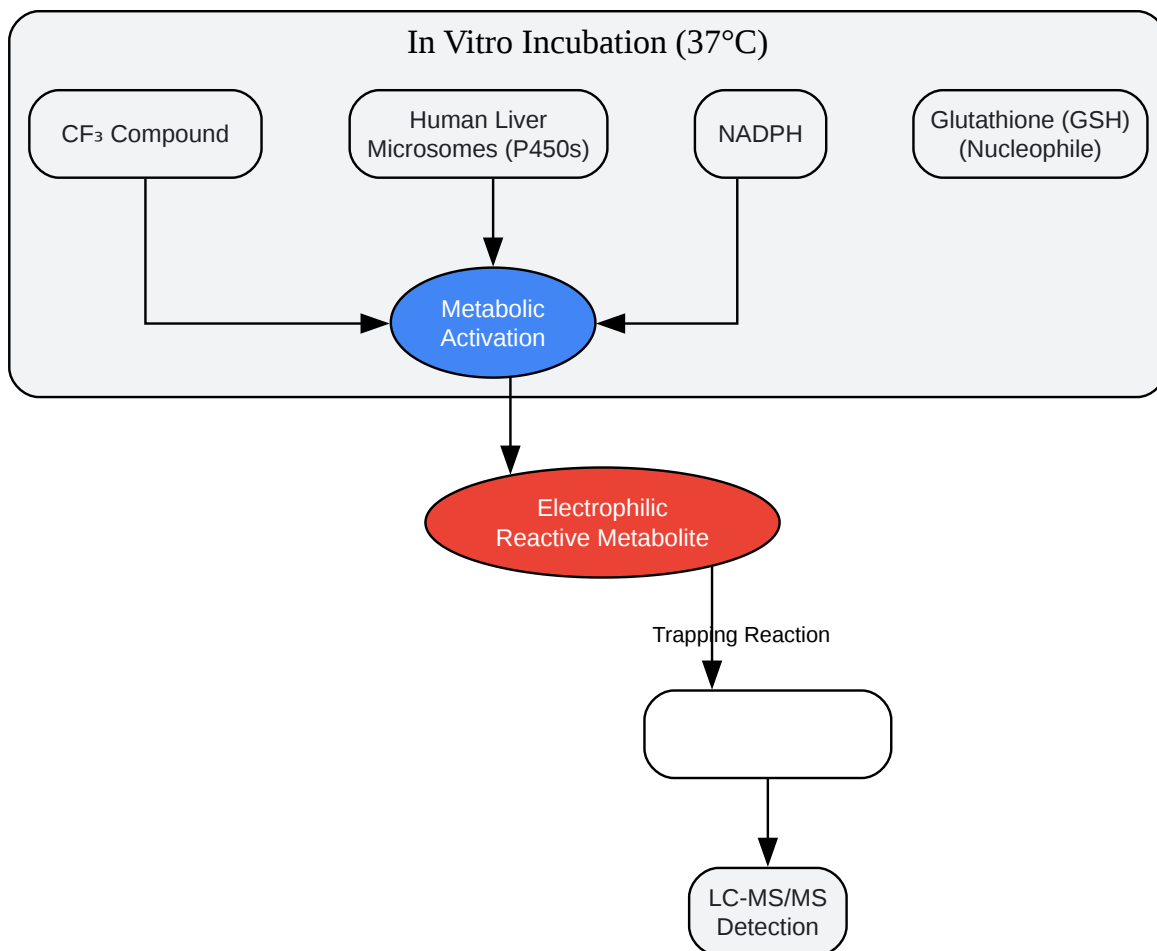 In Vitro Incubation (37°C)
CF₃ Compound
Human Liver
Microsomes (P450s)
NADPH
Glutathione (GSH)
(Nucleophile)
Metabolic
Activation
Electrophilic
Reactive Metabolite
Trapping Reaction
LC-MS/MS
Detection